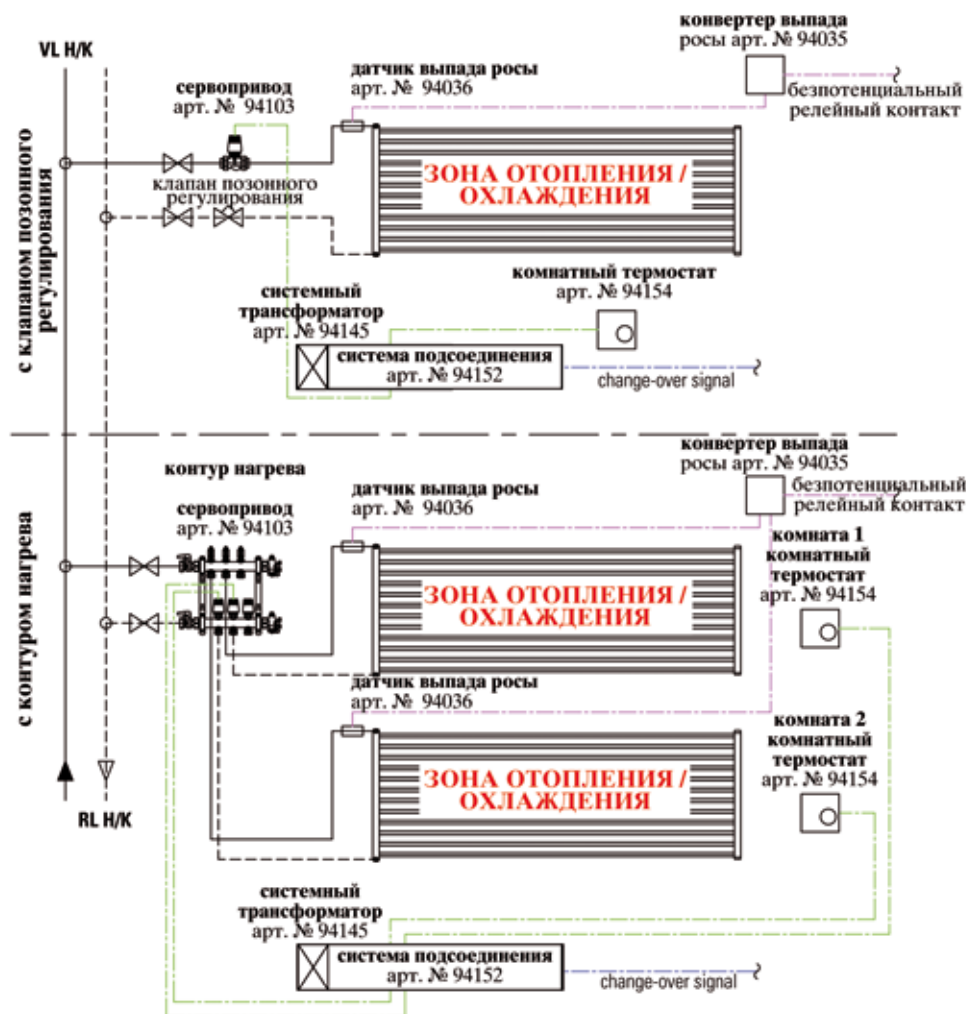 VL H/K
конвертер выпада
росы арт. № 94035
безпотенциальный
релейный контакт
датчик выпада росы
арт. № 94036
сервопривод
арт. № 94103
клапан позонного
регулирования
ЗОНА ОТОПЛЕНИЯ /
ОХЛАЖДЕНИЯ
с клапаном позонного
регулирования
комнатный термостат
арт. № 94154
системный
трансформатор
арт. № 94145
система подсоединения
арт. № 94152
change-over signal
контур нагрева
сервопривод
арт. № 94103
датчик выпада росы
арт. № 94036
конвертер выпада
росы арт. № 94035
безпотенциальный
релейный контакт
комната 1
комнатный
термостат
арт. № 94154
ЗОНА ОТОПЛЕНИЯ /
ОХЛАЖДЕНИЯ
с контуром нагрева
датчик выпада росы
арт. № 94036
комната 2
комнатный
термостат
арт. № 94154
ЗОНА ОТОПЛЕНИЯ /
ОХЛАЖДЕНИЯ
RL H/K
системный
трансформатор
арт. № 94145
система подсоединения
арт. № 94152
change-over signal